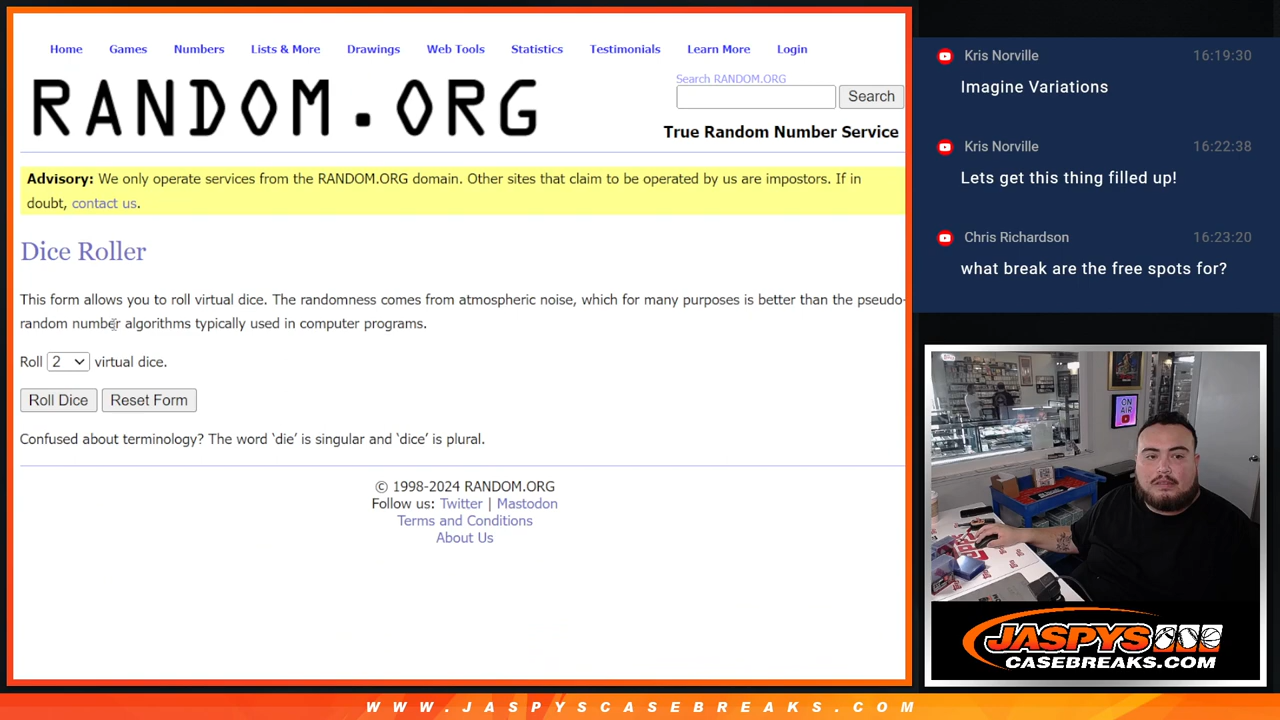 Home Games Numbers Lists & More Drawings Web Tools Statistics Testimonials Learn More Login
RANDOM.ORG
Search RANDOM.ORG
Search
True Random Number Service
Advisory: We only operate services from the RANDOM.ORG domain. Other sites that claim to be operated by us are impostors. If in
doubt, contact us.
Dice Roller
This form allows you to roll virtual dice. The randomness comes from atmospheric noise, which for many purposes is better than the pseudo-
random number algorithms typically used in computer programs.
Roll 2 virtual dice.
Roll Dice Reset Form
Confused about terminology? The word ‘die’ is singular and ‘dice’ is plural.
© 1998-2024 RANDOM.ORG
Follow us: Twitter | Mastodon
Terms and Conditions
About Us
Kris Norville 16:19:30
Imagine Variations
Kris Norville 16:22:38
Lets get this thing filled up!
Chris Richardson 16:23:20
what break are the free spots for?
ON
AIR
JASPYS
CASEBREAKS.COM
WWW.JASPYSCASEBREAKS.COM